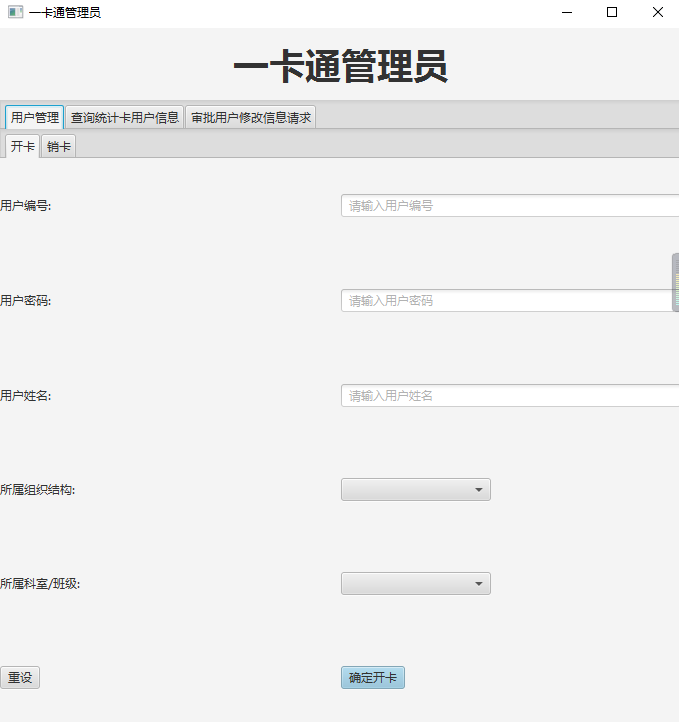 一卡通管理员
一卡通管理员
用户管理 查询统计卡用户信息 审批用户修改信息请求
开卡 销卡
用户编号: 请输入用户编号
用户密码: 请输入用户密码
用户姓名: 请输入用户姓名
所属组织结构:
所属科室/班级:
重设 确定开卡